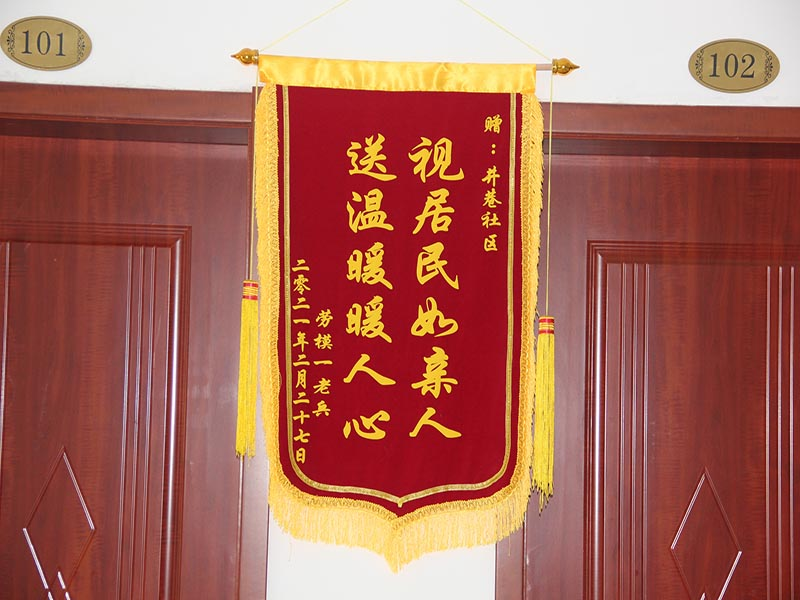 101
102
赠：井巷社区
视居民如亲人
送温暖暖人心
劳模一老兵
二零二一年二月二十七日